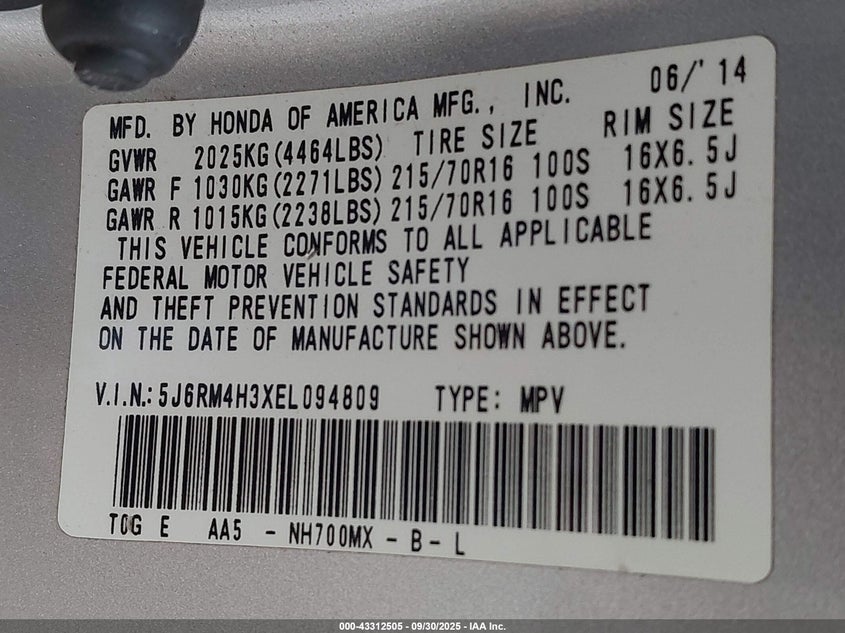 06/'14
MFD. BY HONDA OF AMERICA MFG., INC.
GVWR 2025KG(4464LBS) TIRE SIZE RIM SIZE
GAWR F 1030KG(2271LBS) 215/70R16 100S 16X6.5J
GAWR R 1015KG(2238LBS) 215/70R16 100S 16X6.5J
THIS VEHICLE CONFORMS TO ALL APPLICABLE
FEDERAL MOTOR VEHICLE SAFETY
AND THEFT PREVENTION STANDARDS IN EFFECT
ON THE DATE OF MANUFACTURE SHOWN ABOVE.
V.I.N.: 5J6RM4H3XEL094809 TYPE: MPV
T0G E AA5 - NH700MX - B - L
000-43312505 - 09/30/2025 - IAA Inc.